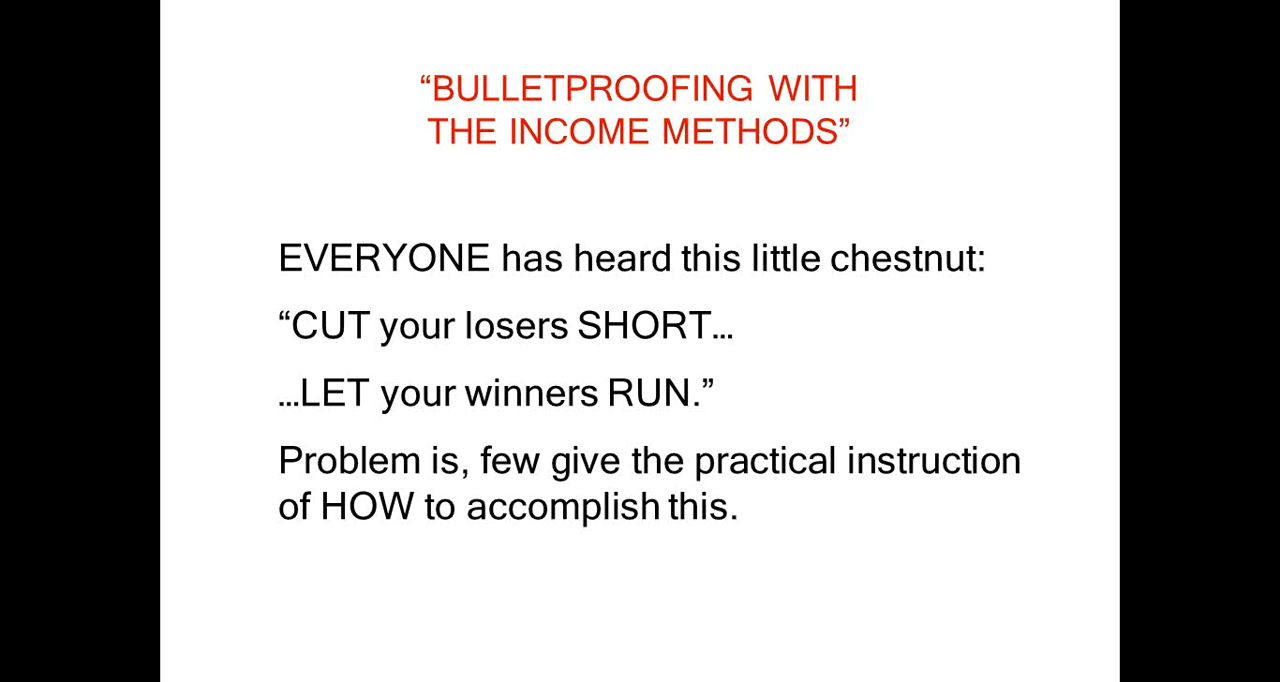 “BULLETPROOFING WITH
THE INCOME METHODS”
EVERYONE has heard this little chestnut:
“CUT your losers SHORT…
…LET your winners RUN.”
Problem is, few give the practical instruction
of HOW to accomplish this.